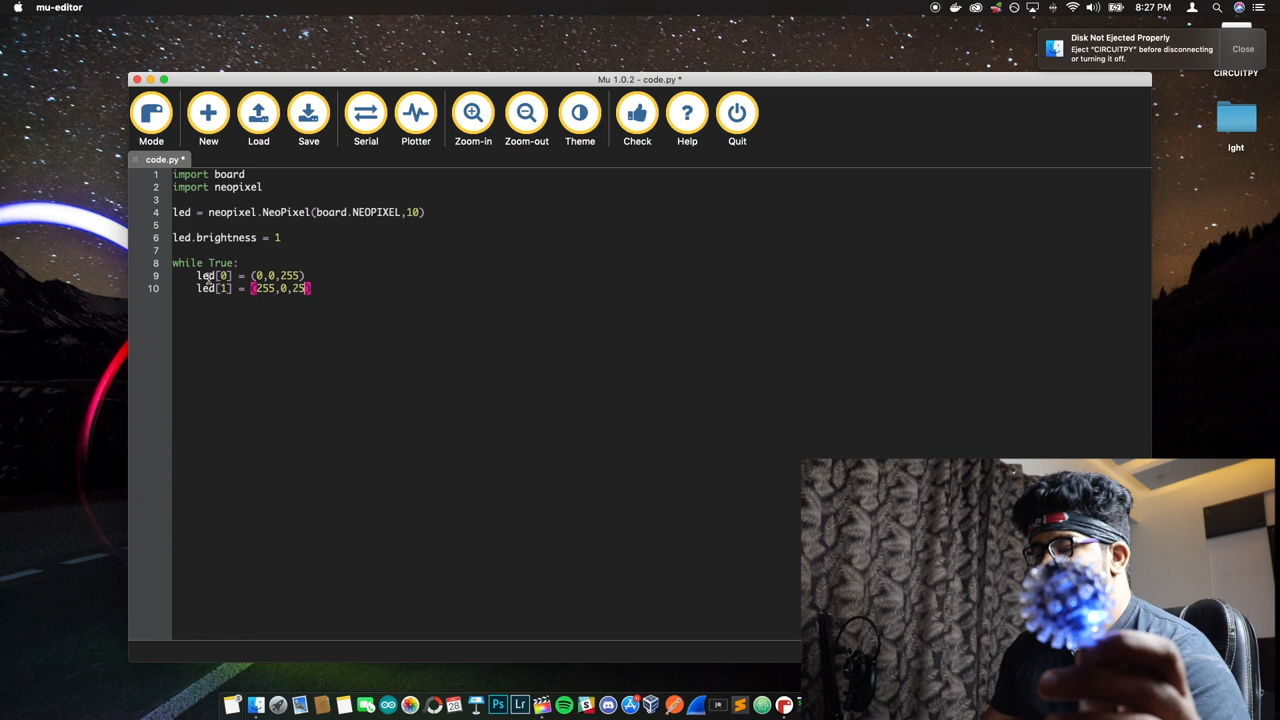 mu-editor
8:27 PM
Disk Not Ejected Properly
Eject "CIRCUITPY" before disconnecting
or turning it off.
Close
CIRCUITPY
lght
Mu 1.0.2 - code.py *
Mode
New
Load
Save
Serial
Plotter
Zoom-in
Zoom-out
Theme
Check
Help
Quit
code.py *
1 import board
2 import neopixel
3
4 led = neopixel.NeoPixel(board.NEOPIXEL,10)
5
6 led.brightness = 1
7
8 while True:
9 led[0] = (0,0,255)
10 led[1] = (255,0,25)
28
Ps
Lr